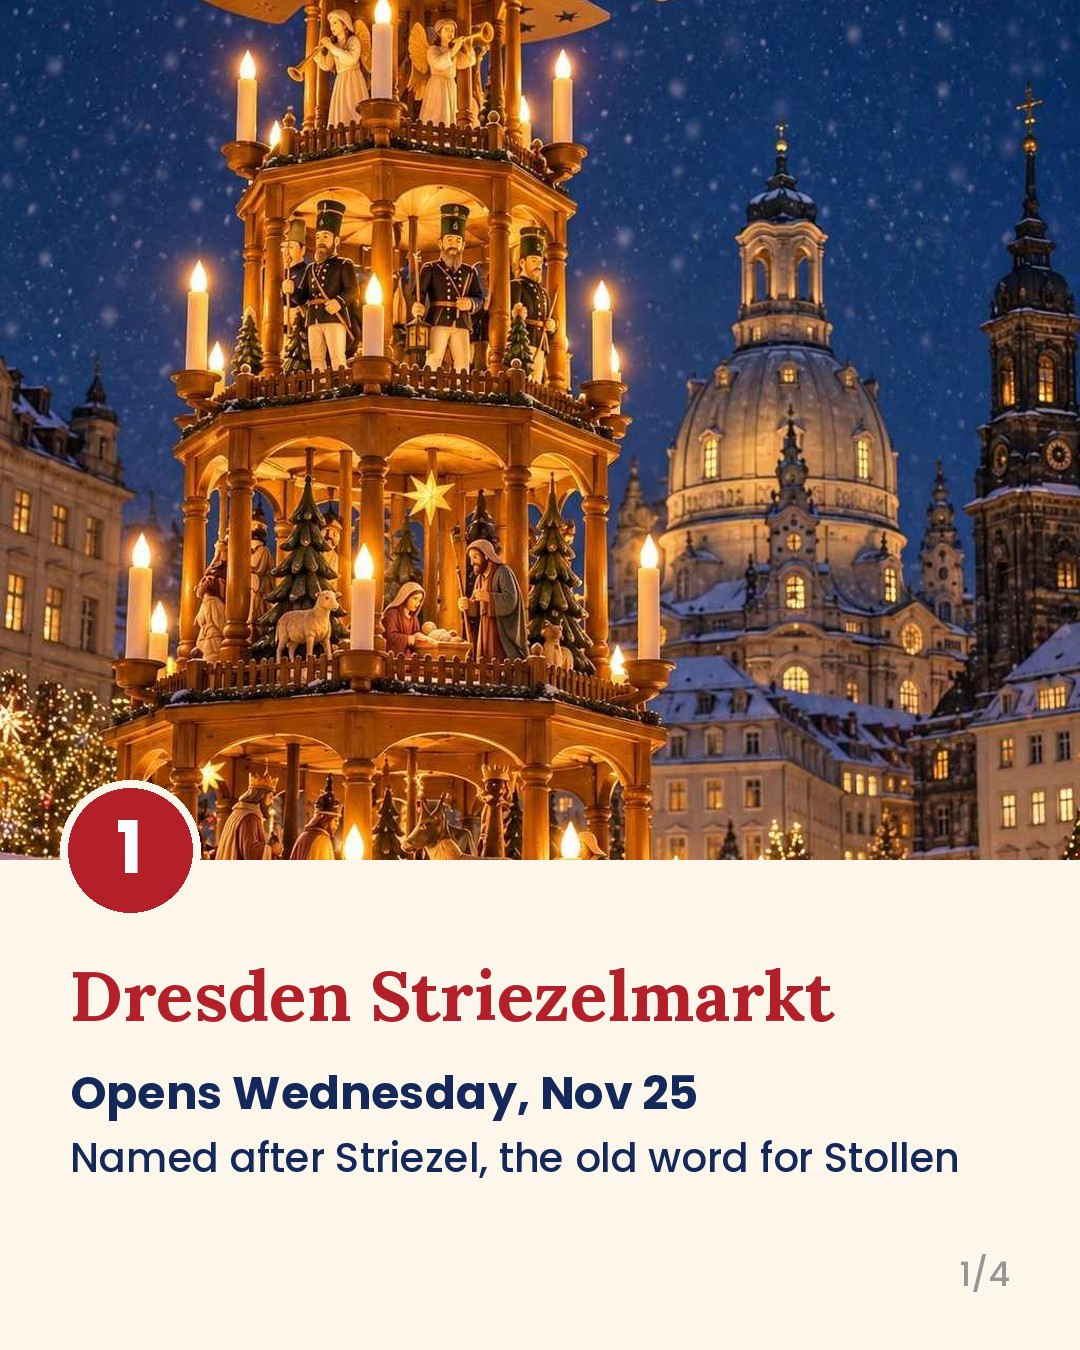 1
Dresden Striezelmarkt
Opens Wednesday, Nov 25
Named after Striezel, the old word for Stollen
1/4